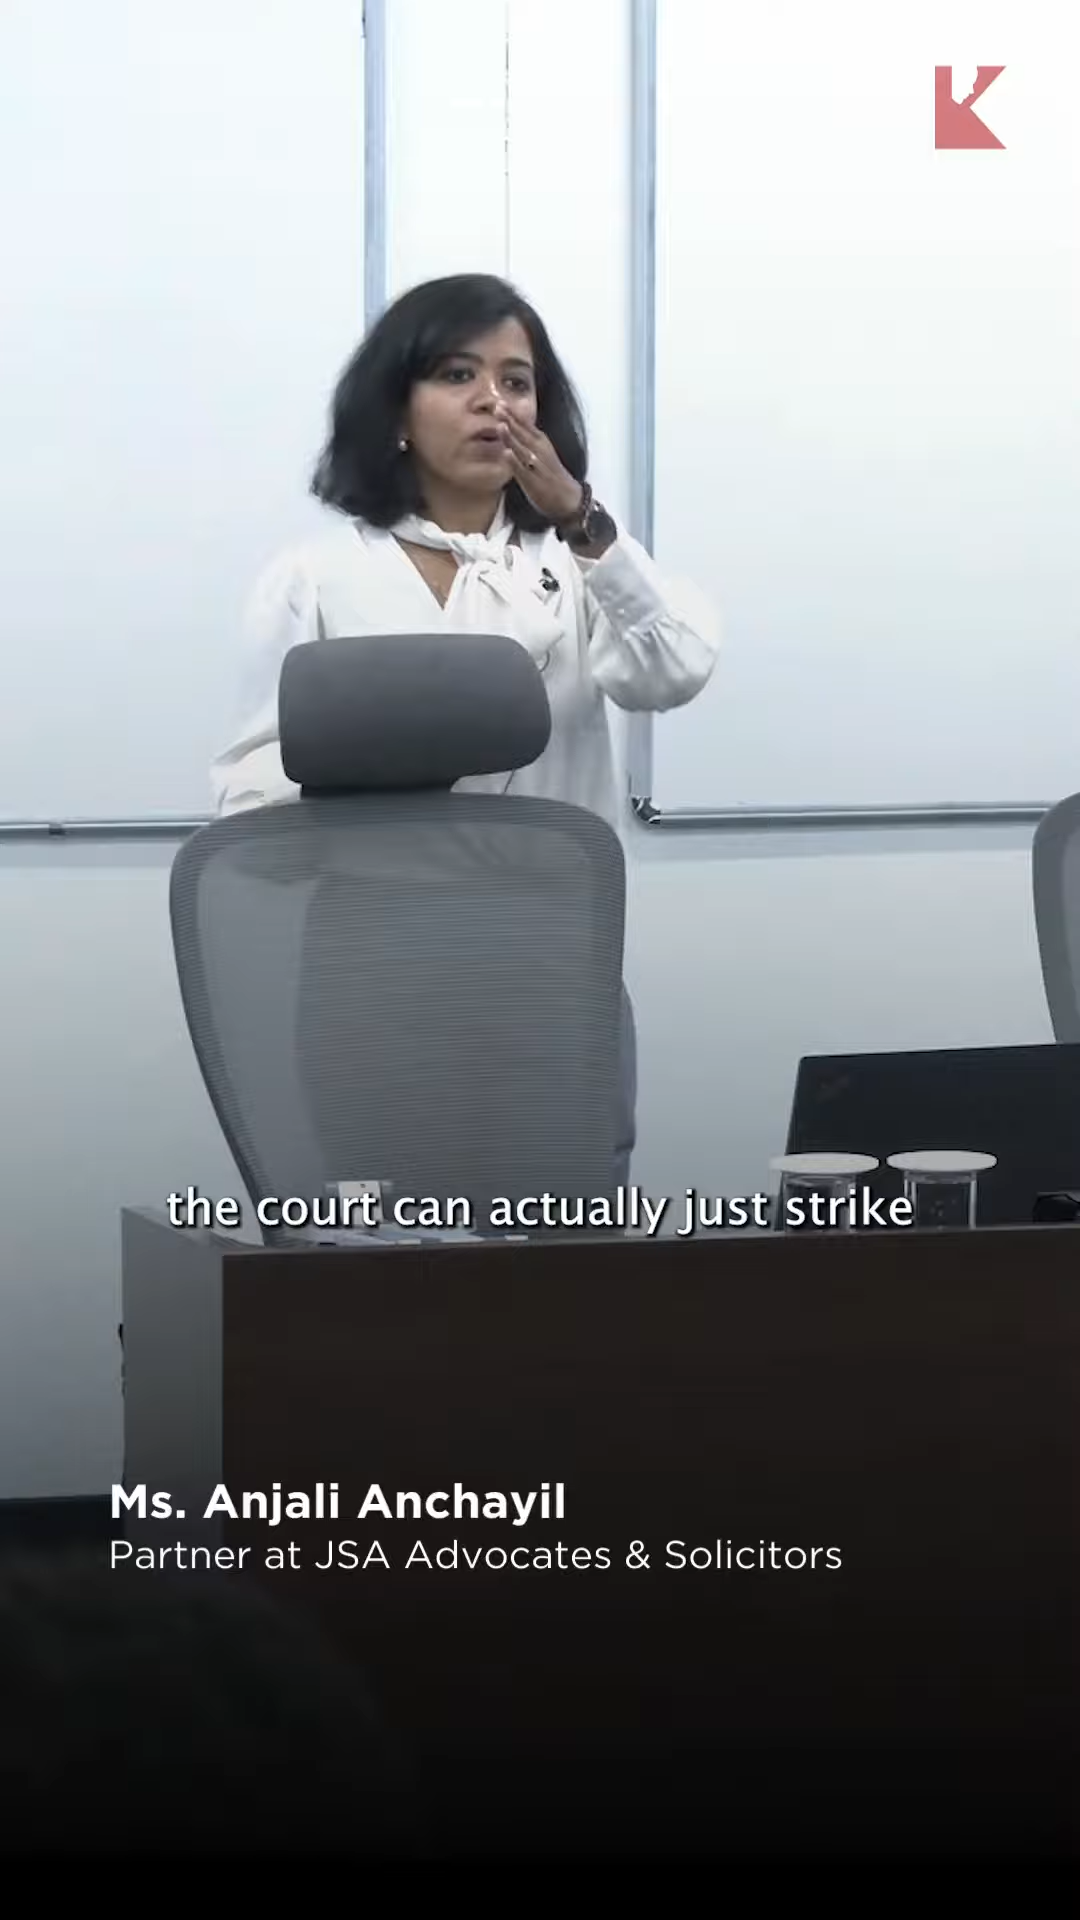 the court can actually just strike
Ms. Anjali Anchayil
Partner at JSA Advocates & Solicitors